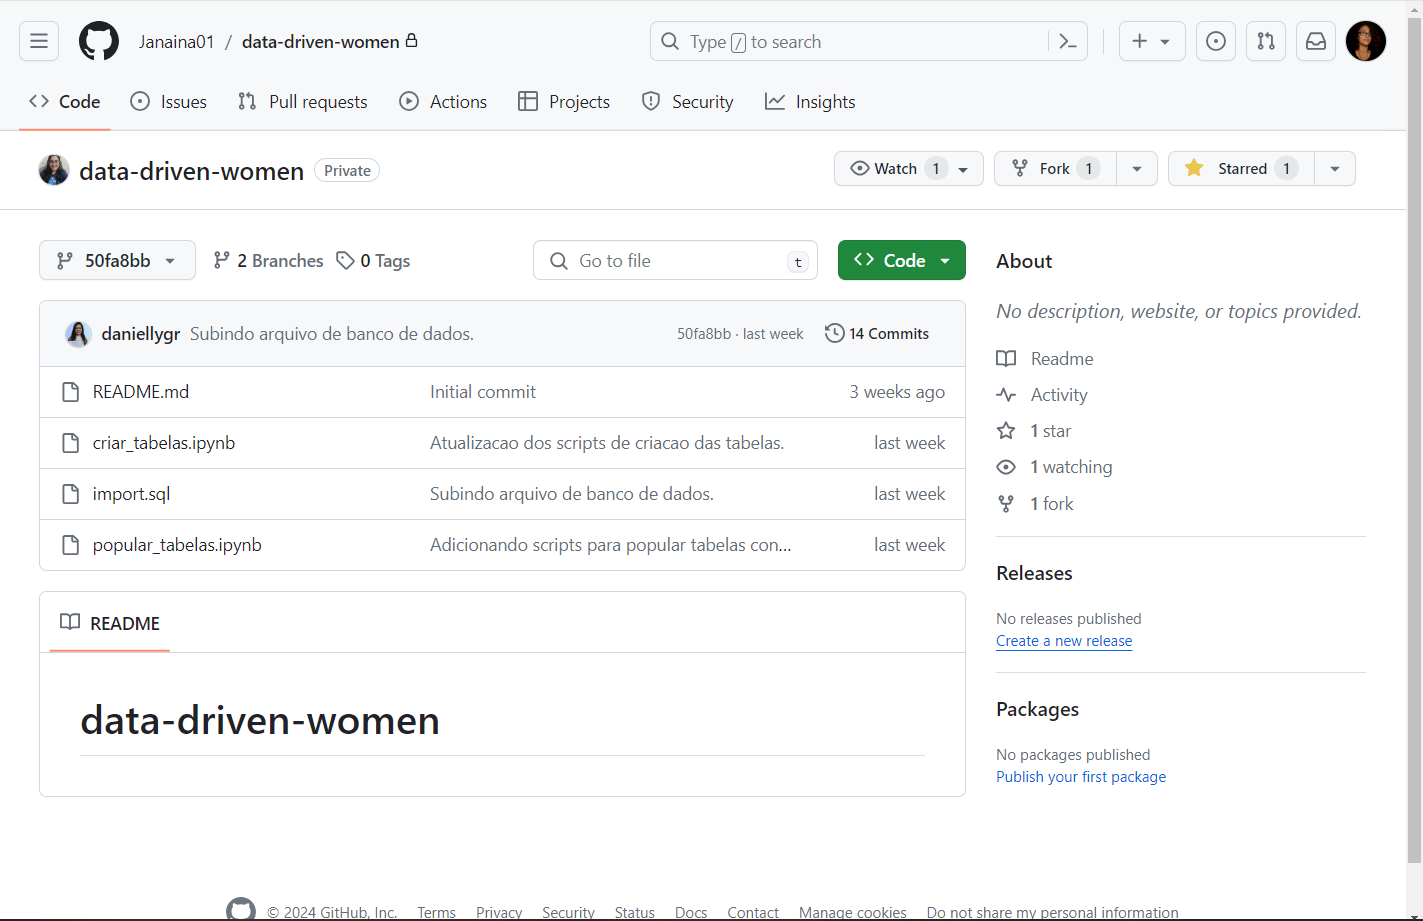 Janaina01 / data-driven-women
Type / to search
Code
Issues
Pull requests
Actions
Projects
Security
Insights
data-driven-women
Private
Watch 1
Fork 1
Starred 1
50fa8bb
2 Branches
0 Tags
Go to file
t
Code
daniellygr Subindo arquivo de banco de dados. 50fa8bb · last week 14 Commits
README.md Initial commit 3 weeks ago
criar_tabelas.ipynb Atualizacao dos scripts de criacao das tabelas. last week
import.sql Subindo arquivo de banco de dados. last week
popular_tabelas.ipynb Adicionando scripts para popular tabelas con... last week
README
data-driven-women
About
No description, website, or topics provided.
Readme
Activity
1 star
1 watching
1 fork
Releases
No releases published
Create a new release
Packages
No packages published
Publish your first package
© 2024 GitHub, Inc. Terms Privacy Security Status Docs Contact Manage cookies Do not share my personal information